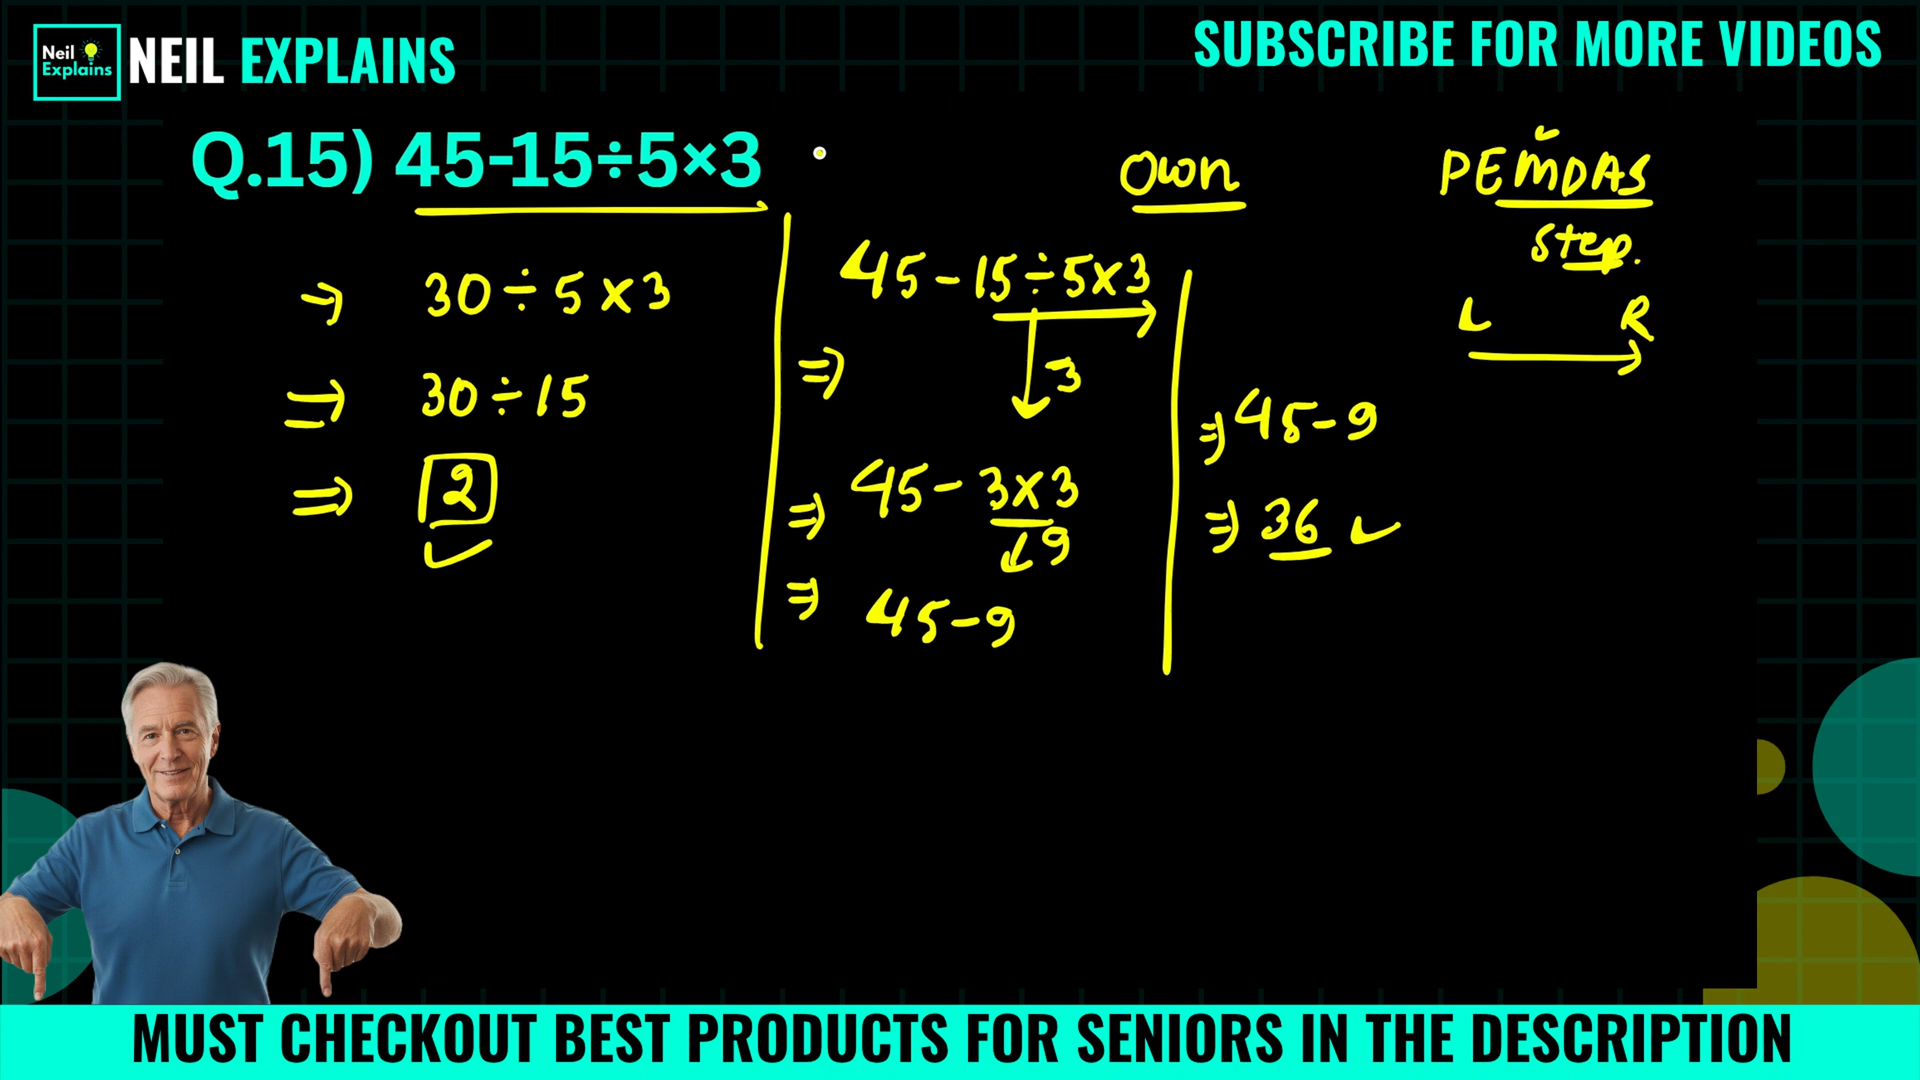 Neil
Explains
NEIL EXPLAINS
SUBSCRIBE FOR MORE VIDEOS
Q.15) 45-15÷5×3
Own
PEMDAS
Step.
L R
⇒ 30÷5×3
⇒ 30÷15
⇒ 2
45-15÷5×3
⇒ 3
⇒ 45-3×3
9
⇒ 45-9
⇒ 45-9
⇒ 36
MUST CHECKOUT BEST PRODUCTS FOR SENIORS IN THE DESCRIPTION